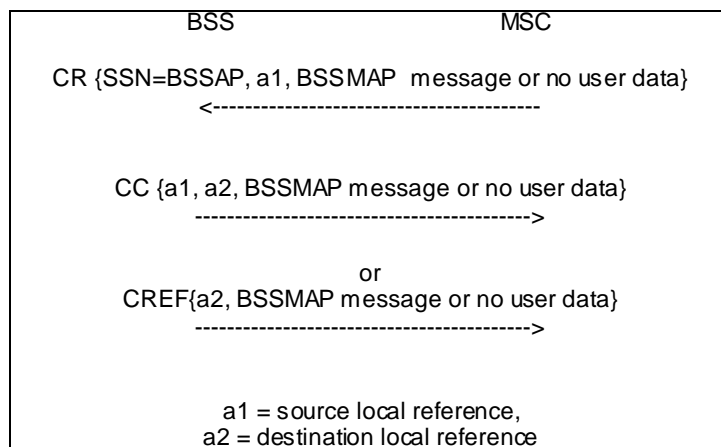 BSS MSC
CR {SSN=BSSAP, a1, BSSMAP message or no user data}
<-----------------------------------------
CC {a1, a2, BSSMAP message or no user data}
------------------------------------------>
or
CREF{a2, BSSMAP message or no user data}
------------------------------------------>
a1 = source local reference,
a2 = destination local reference